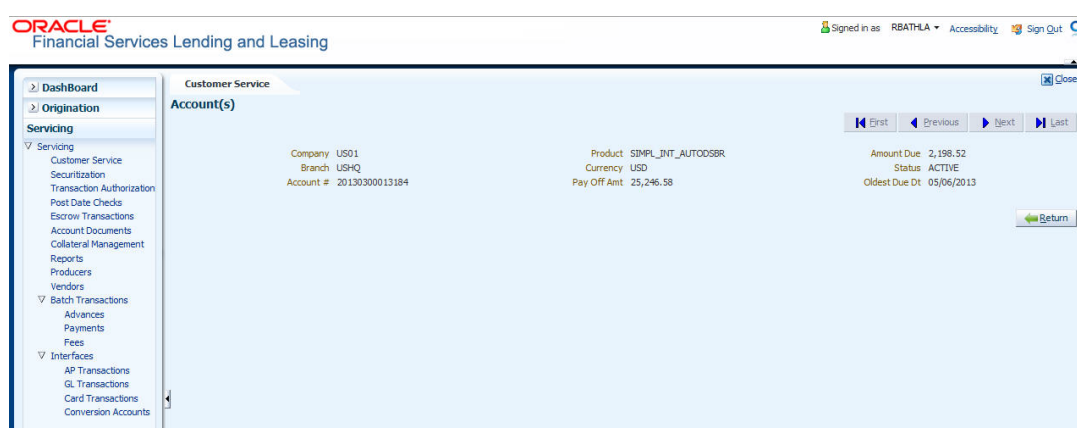 ORACLE
Financial Services Lending and Leasing
Signed in as RBATHLA Accessibility Sign Out
Close
DashBoard
Origination
Servicing
Servicing
Customer Service
Securitization
Transaction Authorization
Post Date Checks
Escrow Transactions
Account Documents
Collateral Management
Reports
Producers
Vendors
Batch Transactions
Advances
Payments
Fees
Interfaces
AP Transactions
GL Transactions
Card Transactions
Conversion Accounts
Customer Service
Account(s)
First Previous Next Last
Company US01 Product SIMPL_INT_AUTODSBR Amount Due 2,198.52
Branch USHQ Currency USD Status ACTIVE
Account # 20130300013184 Pay Off Amt 25,246.58 Oldest Due Dt 05/06/2013
Return